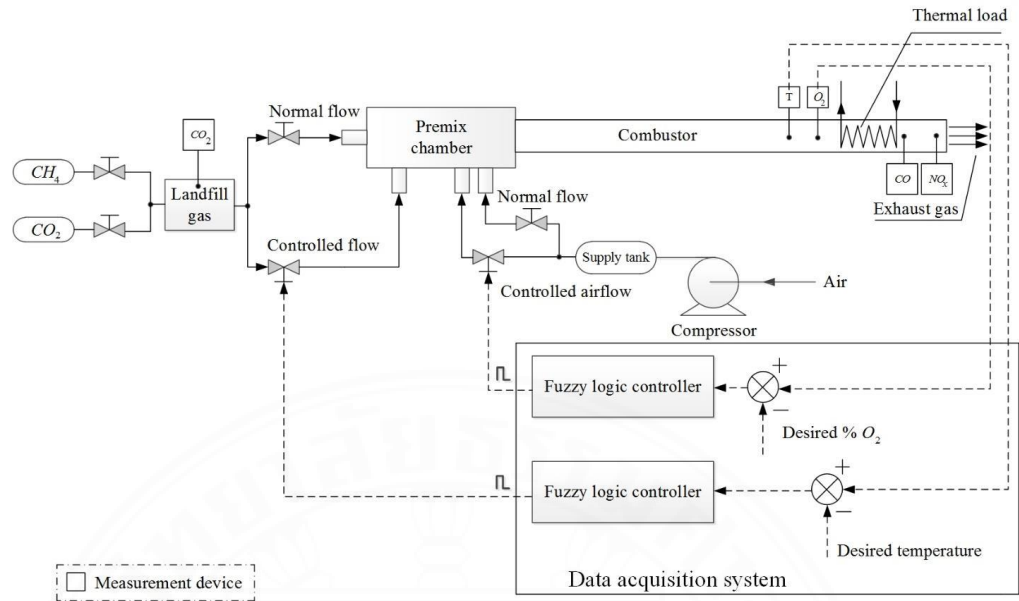 Thermal load
T
O₂
Normal flow
CO₂
Premix
chamber
Combustor
CH₄
Landfill
gas
CO₂
Normal flow
CO
NOₓ
Exhaust gas
Controlled flow
Supply tank
Controlled airflow
Air
Compressor
Fuzzy logic controller
+
−
Desired % O₂
Fuzzy logic controller
+
−
Desired temperature
Measurement device
Data acquisition system